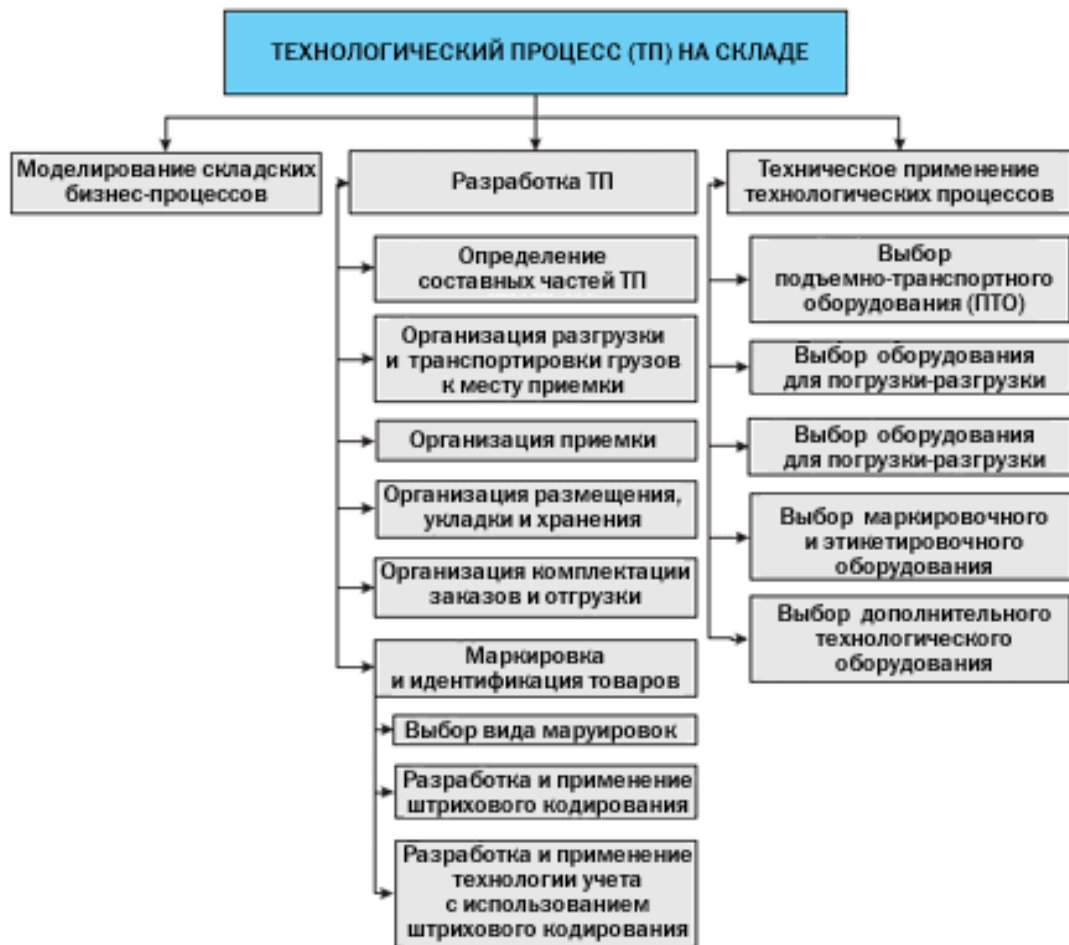 ТЕХНОЛОГИЧЕСКИЙ ПРОЦЕСС (ТП) НА СКЛАДЕ
Моделирование складских
бизнес-процессов
Разработка ТП
Определение
составных частей ТП
Организация разгрузки
и транспортировки грузов
к месту приемки
Организация приемки
Организация размещения,
укладки и хранения
Организация комплектации
заказов и отгрузки
Маркировка
и идентификация товаров
Выбор вида маруировок
Разработка и применение
штрихового кодирования
Разработка и применение
технологии учета
с использованием
штрихового кодирования
Техническое применение
технологических процессов
Выбор
подъемно-транспортного
оборудования (ПТО)
Выбор оборудования
для погрузки-разгрузки
Выбор оборудования
для погрузки-разгрузки
Выбор маркировочного
и этикетировочного
оборудования
Выбор дополнительного
технологического
оборудования